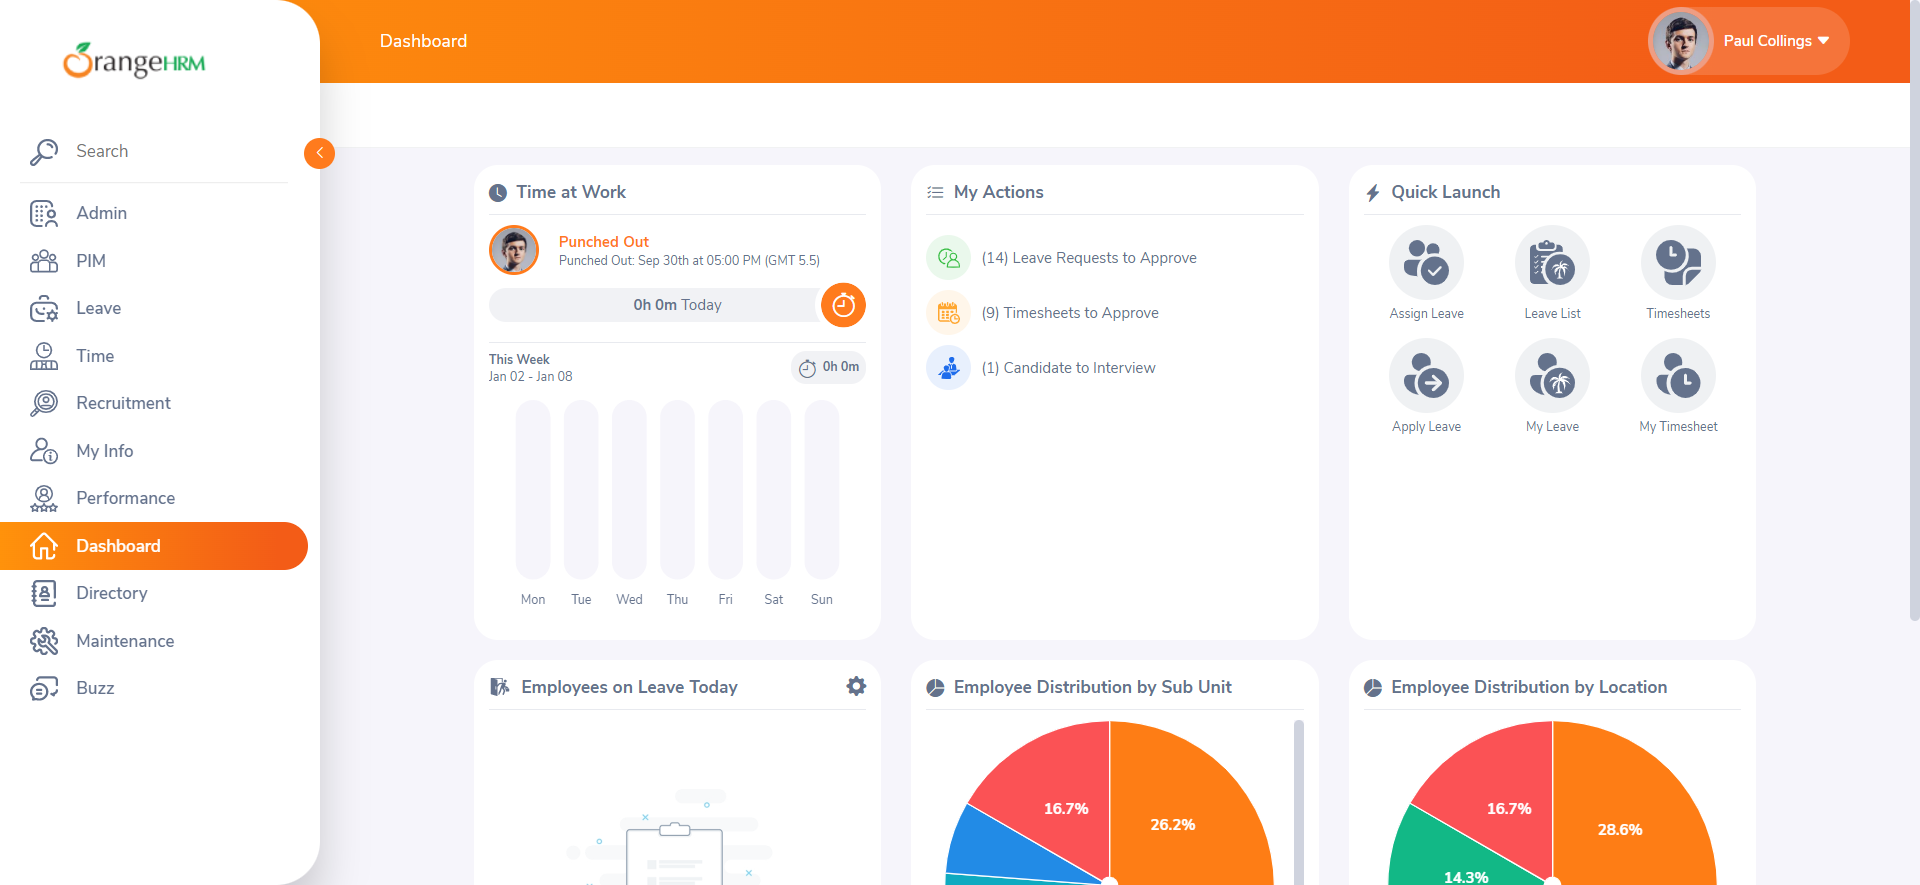 OrangeHRM
Search
Admin
PIM
Leave
Time
Recruitment
My Info
Performance
Dashboard
Directory
Maintenance
Buzz
Dashboard
Paul Collings
Time at Work
Punched Out
Punched Out: Sep 30th at 05:00 PM (GMT 5.5)
0h 0m Today
This Week
Jan 02 - Jan 08
0h 0m
Mon Tue Wed Thu Fri Sat Sun
My Actions
(14) Leave Requests to Approve
(9) Timesheets to Approve
(1) Candidate to Interview
Quick Launch
Assign Leave Leave List Timesheets
Apply Leave My Leave My Timesheet
Employees on Leave Today
Employee Distribution by Sub Unit
16.7%
26.2%
Employee Distribution by Location
16.7%
28.6%
14.3%